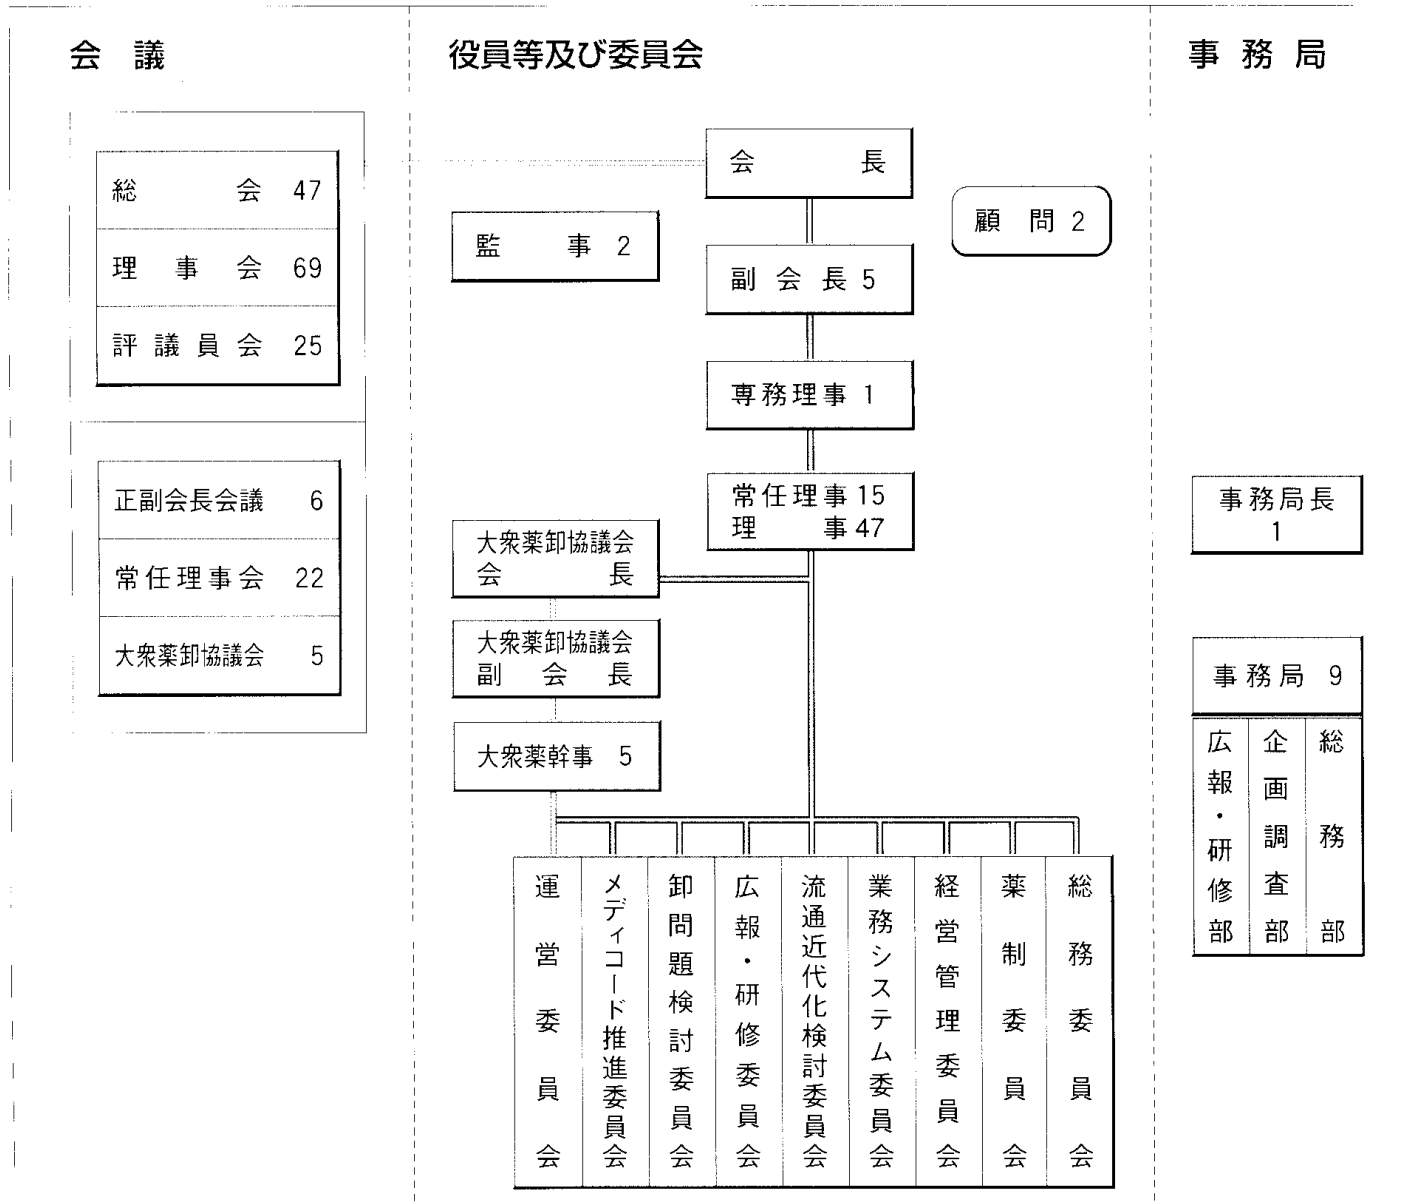 会議
役員等及び委員会
事務局
総会 47
理事会 69
評議員会 25
正副会長会議 6
常任理事会 22
大衆薬卸協議会 5
会長
監事 2
顧問 2
副会長 5
専務理事 1
常任理事 15
理事 47
大衆薬卸協議会
会長
大衆薬卸協議会
副会長
大衆薬幹事 5
運営委員会
メディコード推進委員会
卸問題検討委員会
広報・研修委員会
流通近代化検討委員会
業務システム委員会
経営管理委員会
薬制委員会
総務委員会
事務局長
1
事務局 9
広報・研修部
企画調査部
総務部